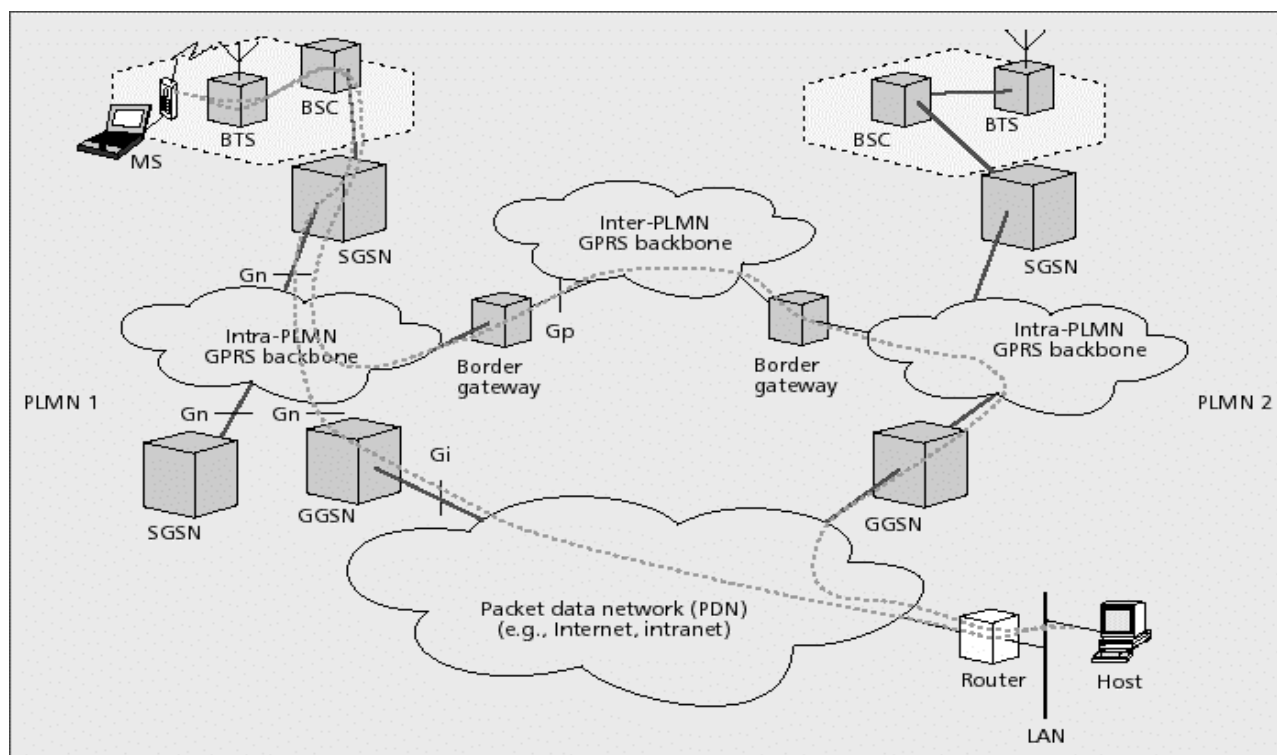 BSC
BTS
MS
BSC
BTS
SGSN
Inter-PLMN
GPRS backbone
SGSN
Gn
Gp
Intra-PLMN
GPRS backbone
Intra-PLMN
GPRS backbone
Border
gateway
Border
gateway
PLMN 1
PLMN 2
Gn
Gn
Gi
SGSN
GGSN
GGSN
Packet data network (PDN)
(e.g., Internet, intranet)
Router
Host
LAN